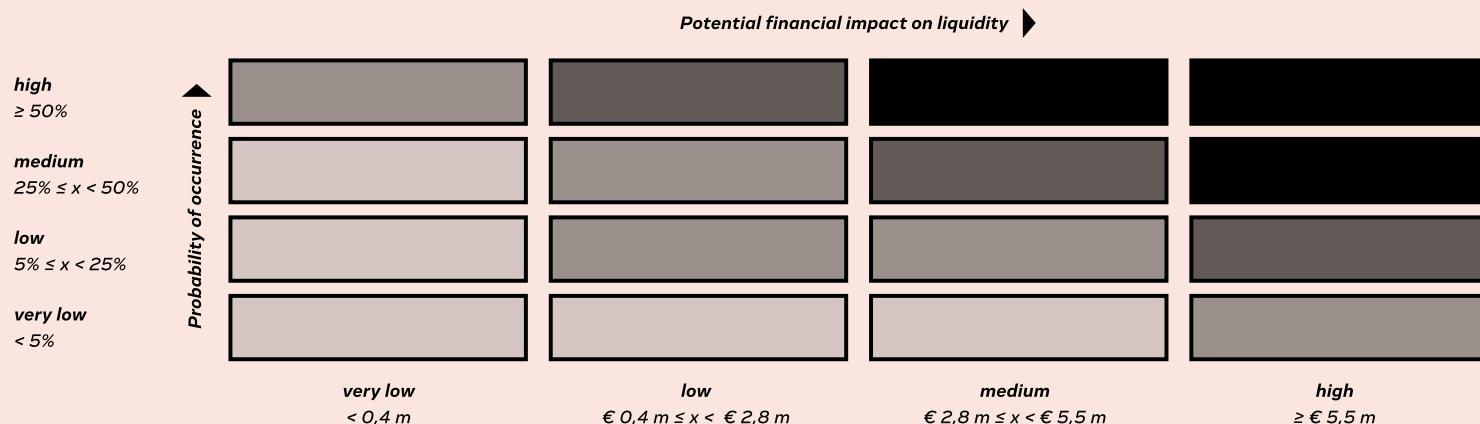 Potential financial impact on liquidity
Probability of occurrence
high
≥ 50%
medium
25% ≤ x < 50%
low
5% ≤ x < 25%
very low
< 5%
very low
< 0,4 m
low
€ 0,4 m ≤ x < € 2,8 m
medium
€ 2,8 m ≤ x < € 5,5 m
high
≥ € 5,5 m